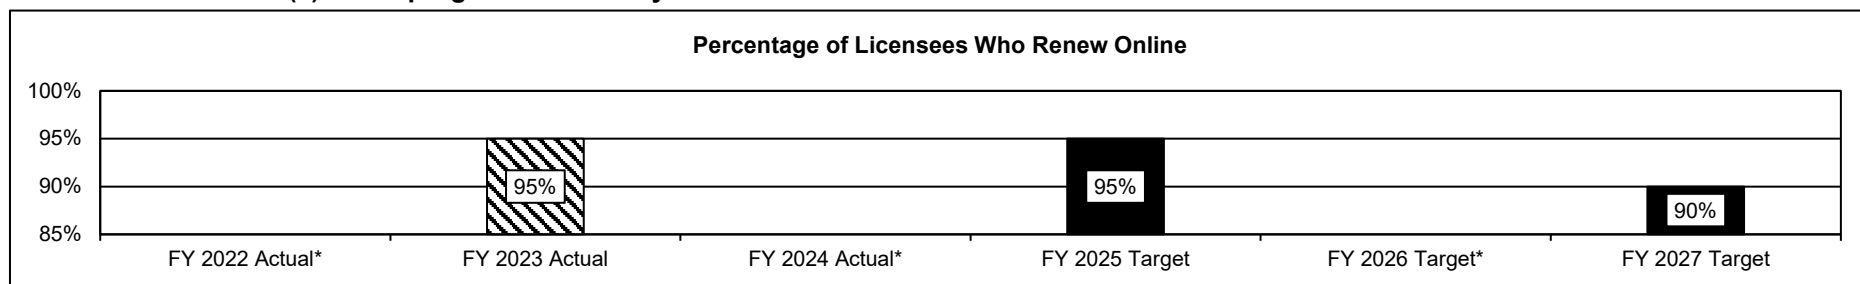 Percentage of Licensees Who Renew Online
100%
95%
90%
85%
95%
95%
90%
FY 2022 Actual*
FY 2023 Actual
FY 2024 Actual*
FY 2025 Target
FY 2026 Target*
FY 2027 Target